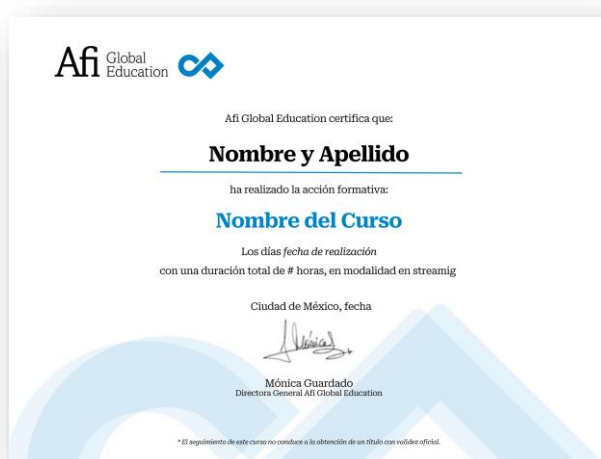 Afi Global
Education
Afi Global Education certifica que:
Nombre y Apellido
ha realizado la acción formativa:
Nombre del Curso
Los días fecha de realización
con una duración total de # horas, en modalidad en streamig
Ciudad de México, fecha
Mónica
Mónica Guardado
Directora General Afi Global Education
* El seguimiento de este curso no conduce a la obtención de un título con validez oficial.